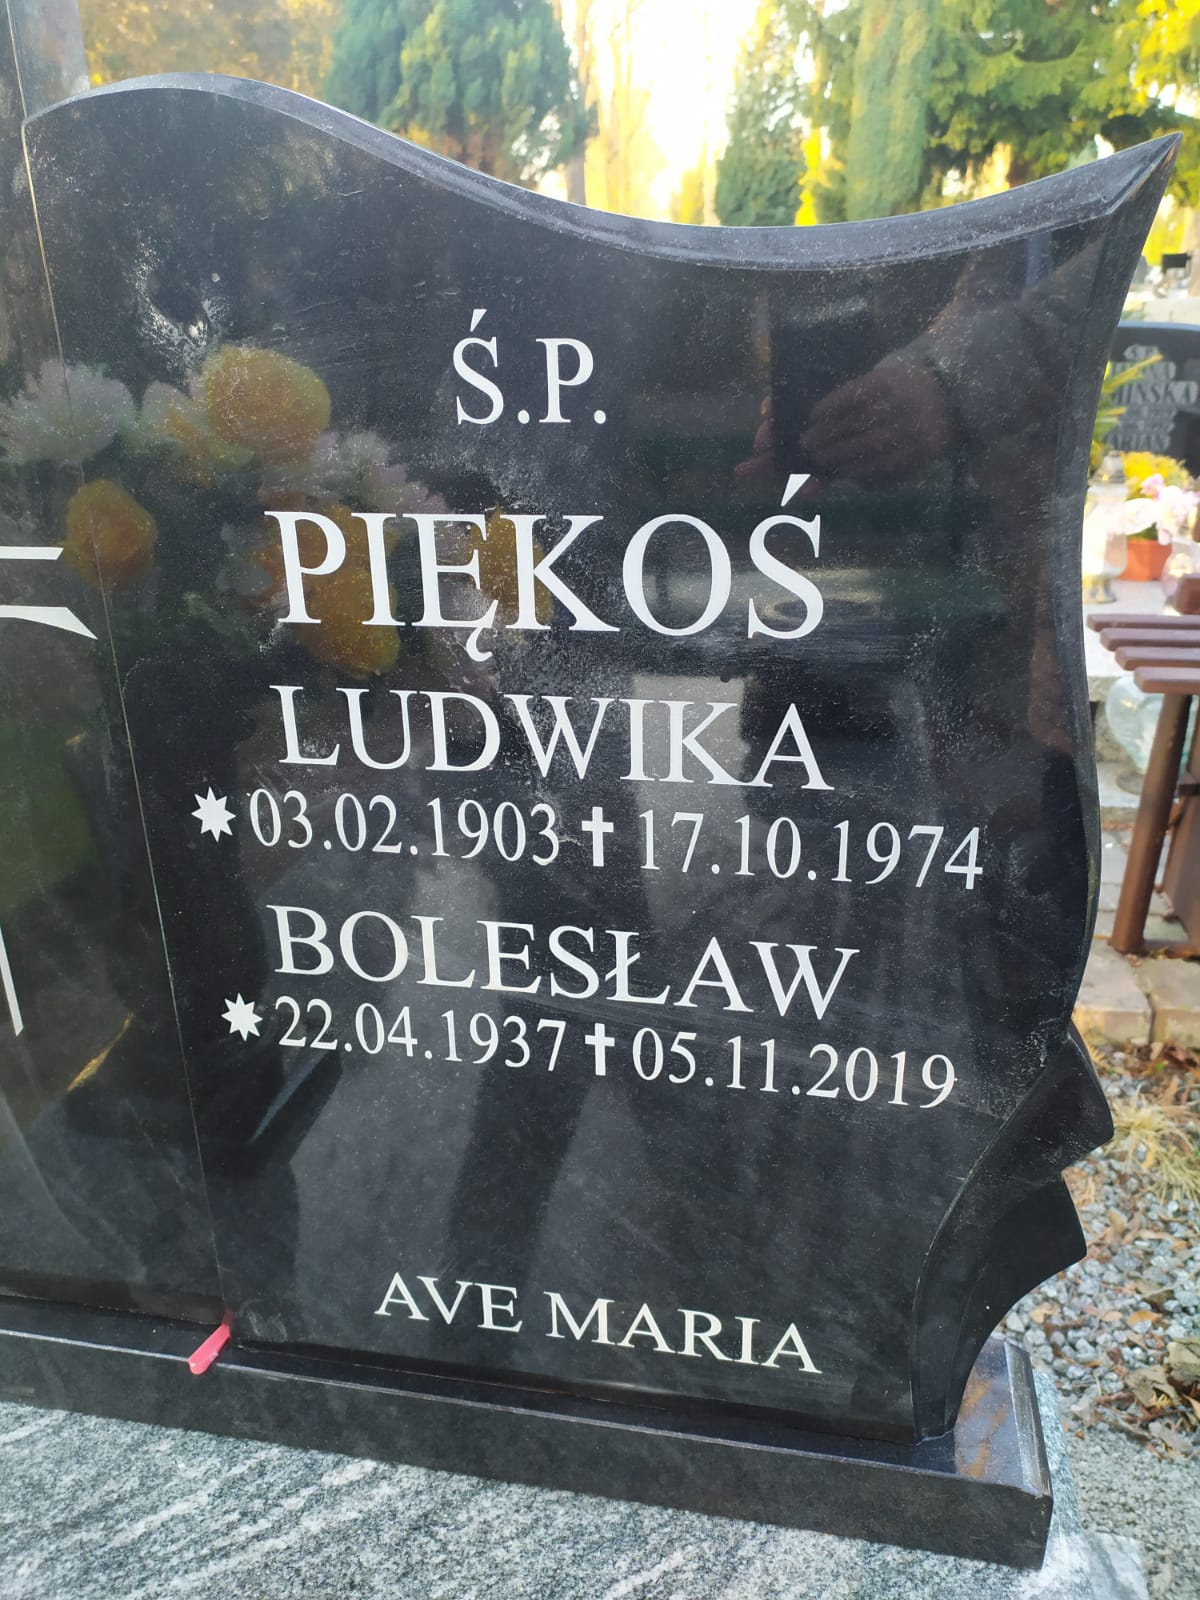 Ś.P.
PIĘKOŚ
LUDWIKA
* 03.02.1903 † 17.10.1974
BOLESŁAW
* 22.04.1937 † 05.11.2019
AVE MARIA